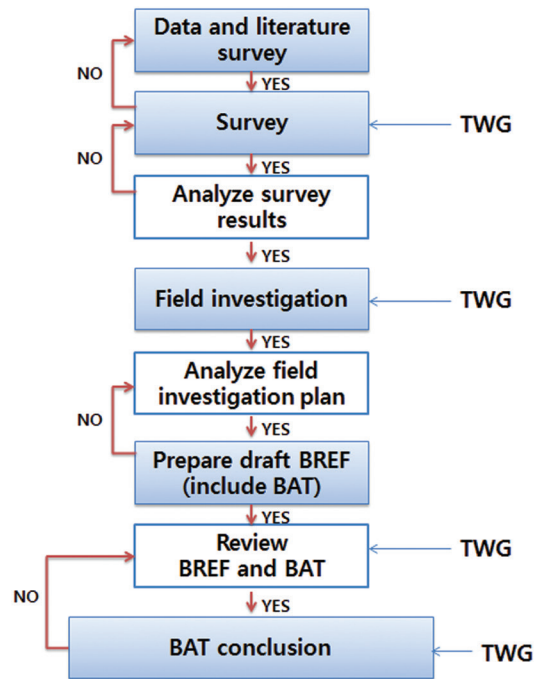 Data and literature
survey
NO
YES
Survey
TWG
NO
YES
Analyze survey
results
YES
Field investigation
TWG
YES
Analyze field
investigation plan
NO
YES
Prepare draft BREF
(include BAT)
YES
Review
BREF and BAT
TWG
NO
YES
BAT conclusion
TWG